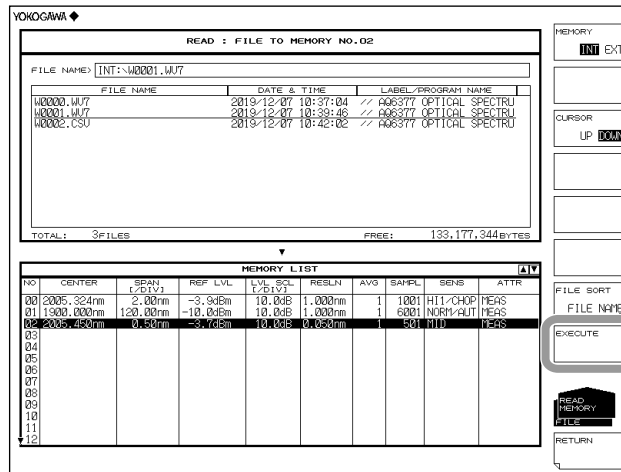 YOKOGAWA ◆
READ : FILE TO MEMORY NO.02
FILE NAME> INT:\W0001.WV7
FILE NAME DATE & TIME LABEL/PROGRAM NAME
W0000.WV7 2019/12/07 10:37:04 // AQ6377 OPTICAL SPECTRU
W0001.WV7 2019/12/07 10:39:46 // AQ6377 OPTICAL SPECTRU
W0002.CSV 2019/12/07 10:42:02 // AQ6377 OPTICAL SPECTRU
TOTAL: 3FILES FREE: 133,177,344BYTES
▼
MEMORY LIST ▲▼
NO CENTER SPAN [/DIV] REF LVL LVL SCL [/DIV] RESLN AVG SAMPL SENS ATTR
00 2005.324nm 2.00nm -3.9dBm 10.0dB 1.000nm 1 1001 HI1/CHOP MEAS
01 1900.000nm 120.00nm -10.0dBm 10.0dB 1.000nm 1 6001 NORM/AUT MEAS
02 2005.450nm 0.50nm -3.7dBm 10.0dB 0.050nm 1 501 MID MEAS
03
04
05
06
07
08
09
10
11
12
MEMORY
INT EXT
CURSOR
UP DOWN
FILE SORT
FILE NAME
EXECUTE
READ
MEMORY
FILE
RETURN